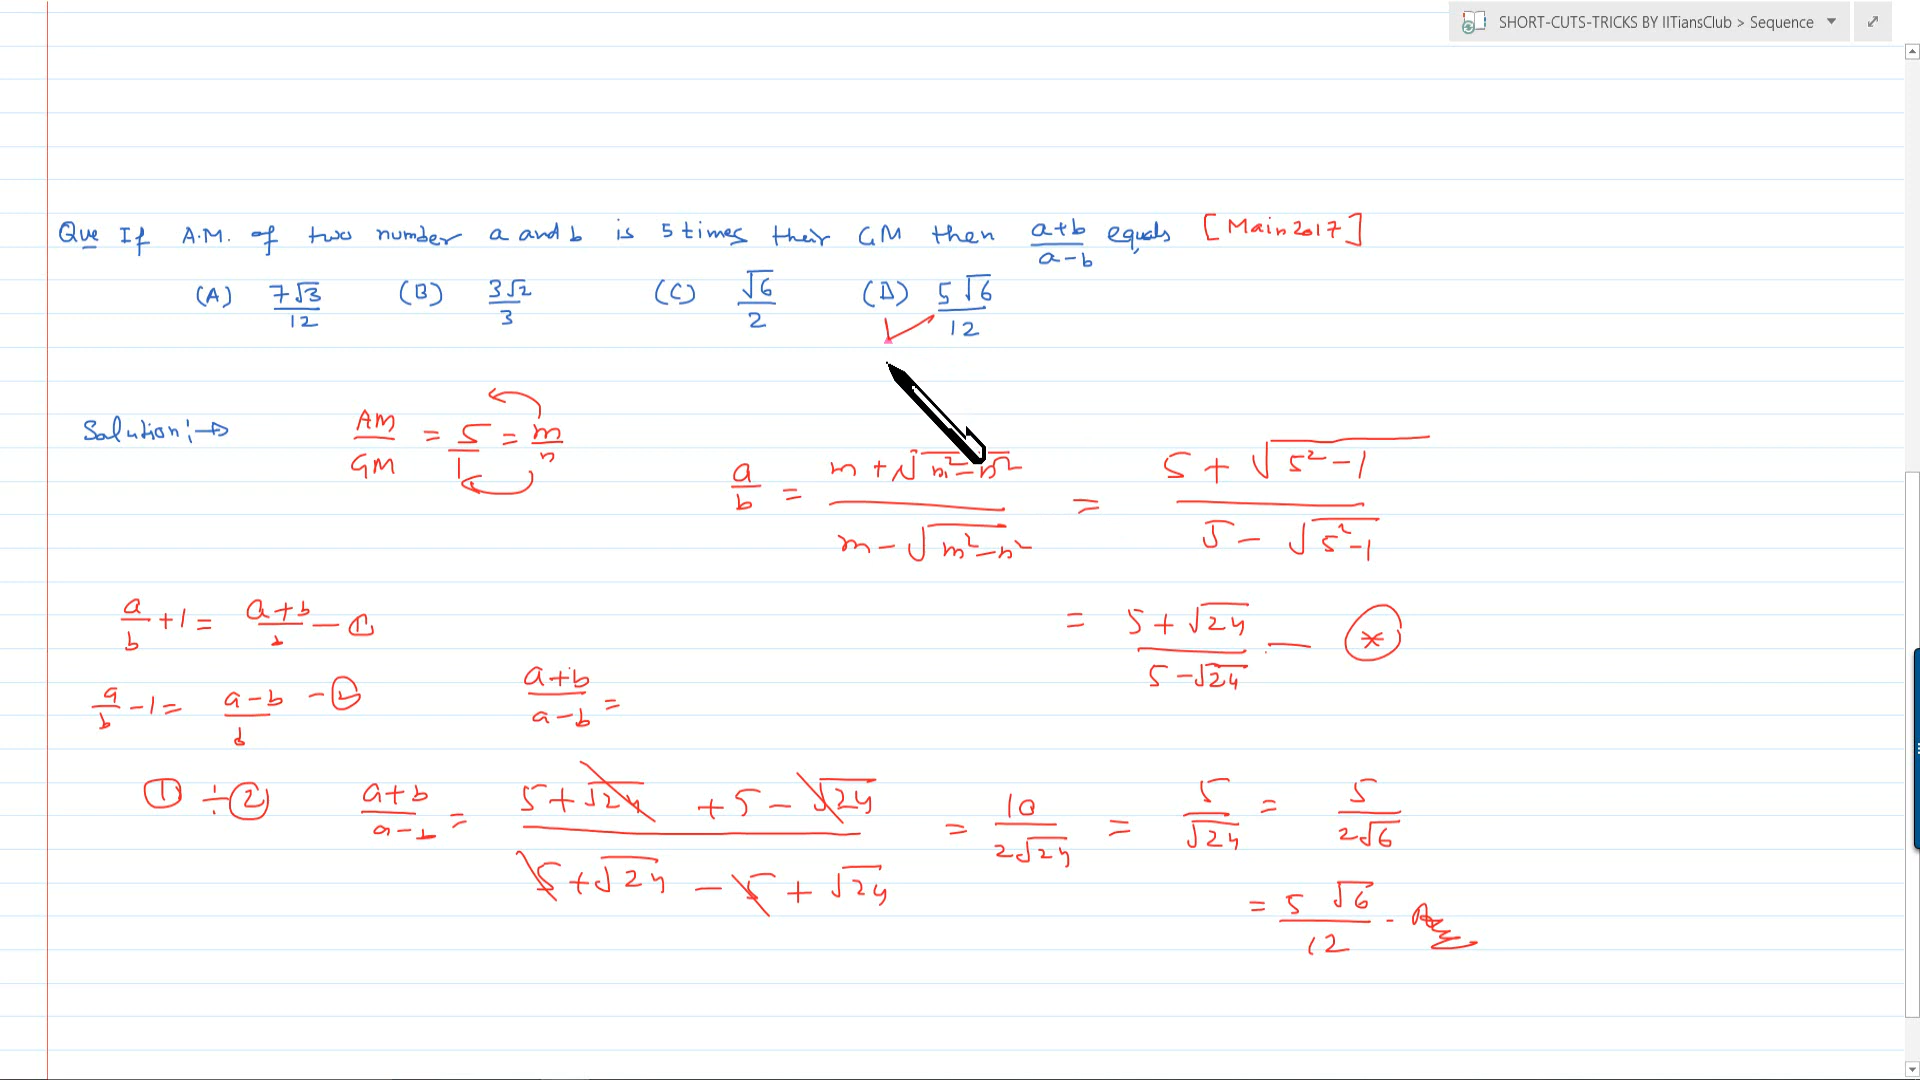 SHORT-CUTS-TRICKS BY IITiansClub > Sequence
Que If A.M. of two number a and b is 5 times their GM then (a+b)/(a-b) equals [Main 2017]
(A) 7√3/12 (B) 3√2/3 (C) √6/2 (D) 5√6/12
Solution:→ AM/GM = 5/1 = m/n
a/b = (m+√(m²-n²))/(m-√(m²-n²)) = (5+√(5²-1))/(5-√(5²-1))
a/b +1 = (a+b)/b — ①
= (5+√24)/(5-√24) — (*)
a/b -1 = (a-b)/b — ②
(a+b)/(a-b) =
① ÷ ② (a+b)/(a-b) = (5+√24 +5-√24)/(5+√24 -5+√24) = 10/(2√24) = 5/√24 = 5/(2√6)
= 5√6/12 - Ans